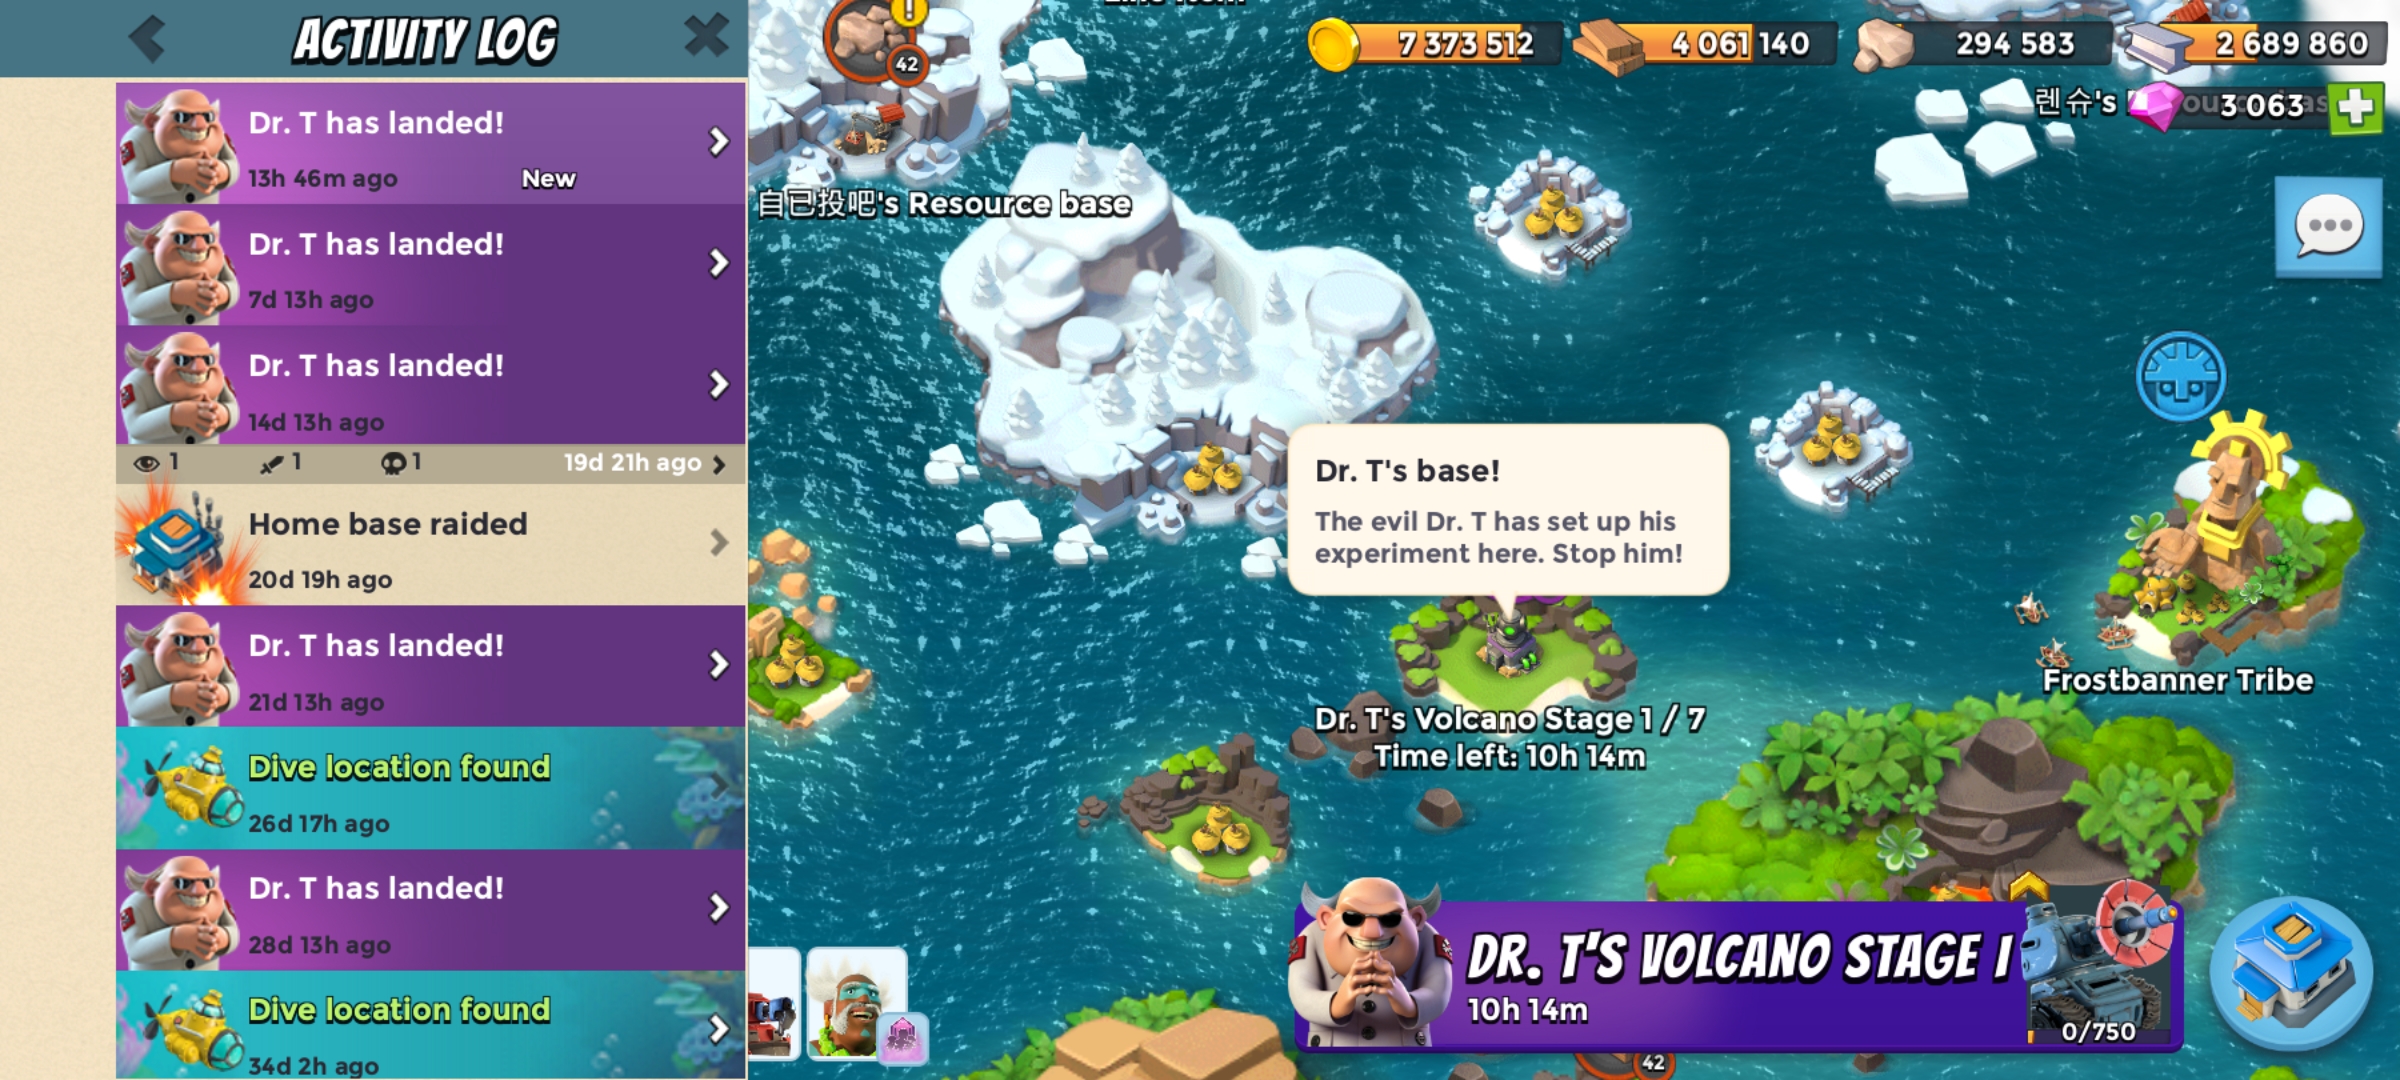 ACTIVITY LOG
Dr. T has landed!
13h 46m ago
New
Dr. T has landed!
7d 13h ago
Dr. T has landed!
14d 13h ago
1
1
1
19d 21h ago
Home base raided
20d 19h ago
Dr. T has landed!
21d 13h ago
Dive location found
26d 17h ago
Dr. T has landed!
28d 13h ago
Dive location found
34d 2h ago
42
7 373 512
4 061 140
294 583
2 689 860
3 063
렌슈's
自已投吧's Resource base
Dr. T's base!
The evil Dr. T has set up his
experiment here. Stop him!
Dr. T's Volcano Stage 1 / 7
Time left: 10h 14m
Frostbanner Tribe
DR. T'S VOLCANO STAGE 1
10h 14m
0/750
42